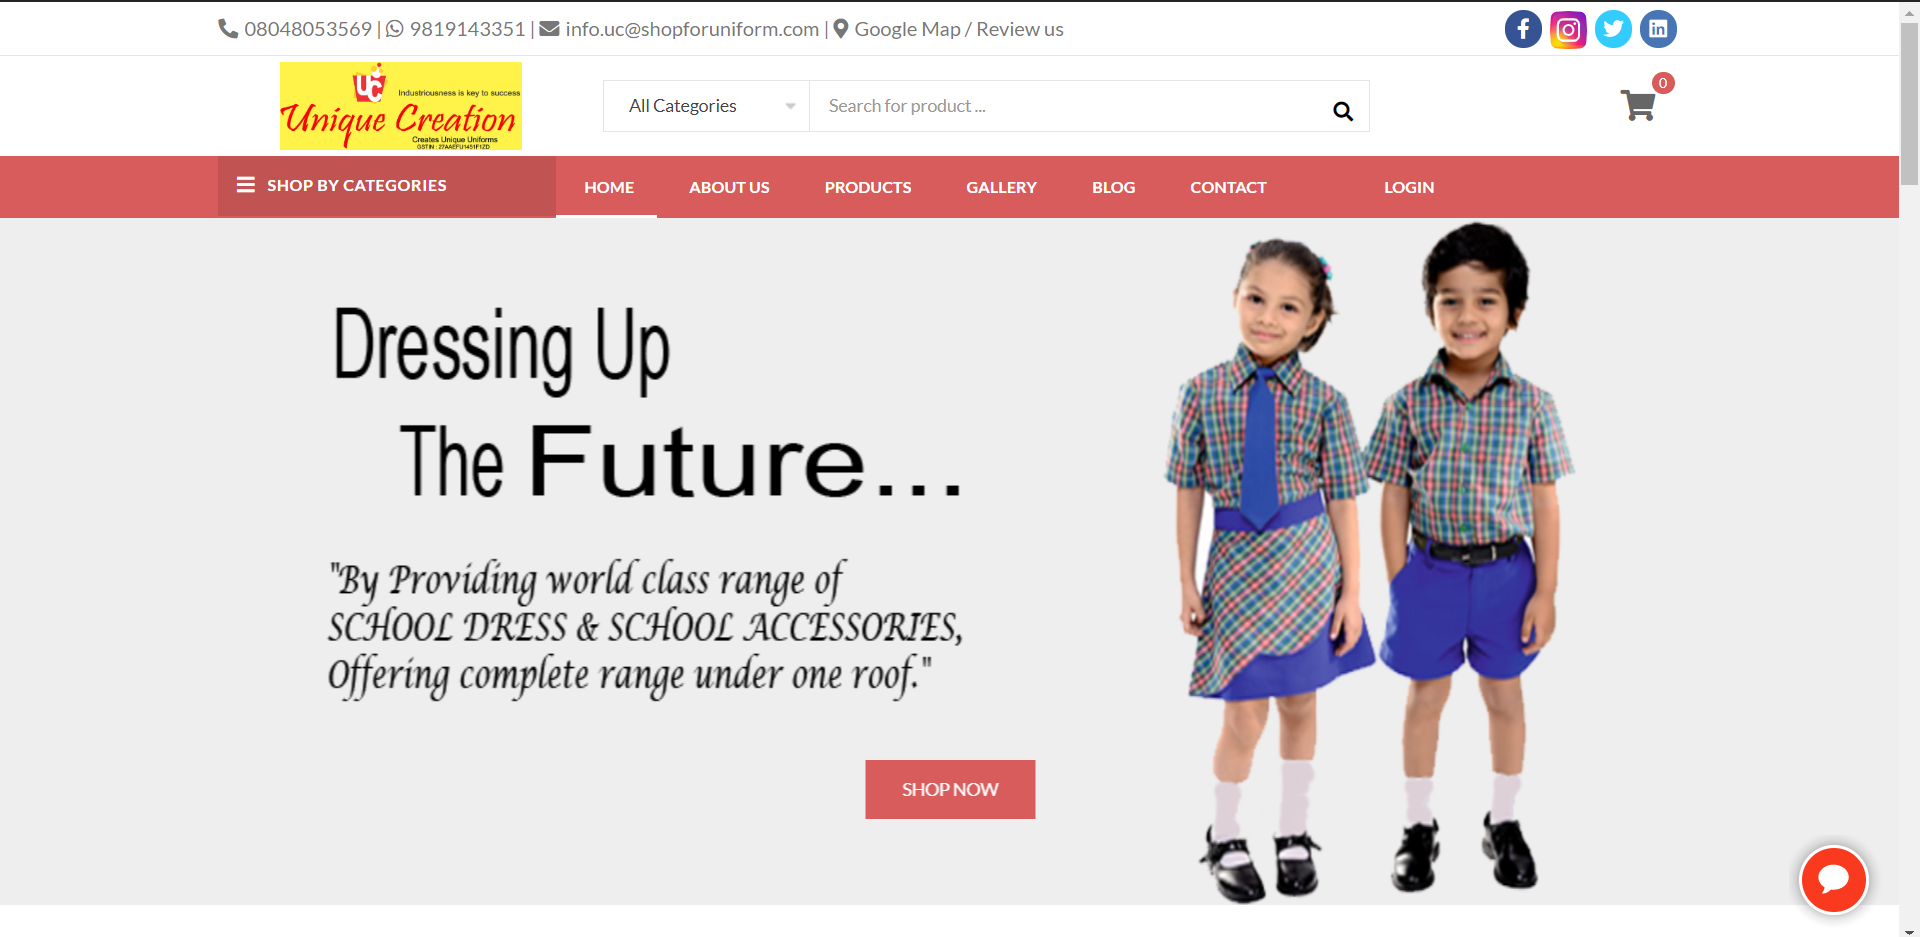 08048053569 | 9819143351 | info.uc@shopforuniform.com | Google Map / Review us
UC
Industriousness is key to success
Unique Creation
Creates Unique Uniforms
GSTIN : 27AAEFU1451F1ZD
All Categories
Search for product ...
0
SHOP BY CATEGORIES
HOME
ABOUT US
PRODUCTS
GALLERY
BLOG
CONTACT
LOGIN
Dressing Up
The Future...
"By Providing world class range of
SCHOOL DRESS & SCHOOL ACCESSORIES,
Offering complete range under one roof."
SHOP NOW